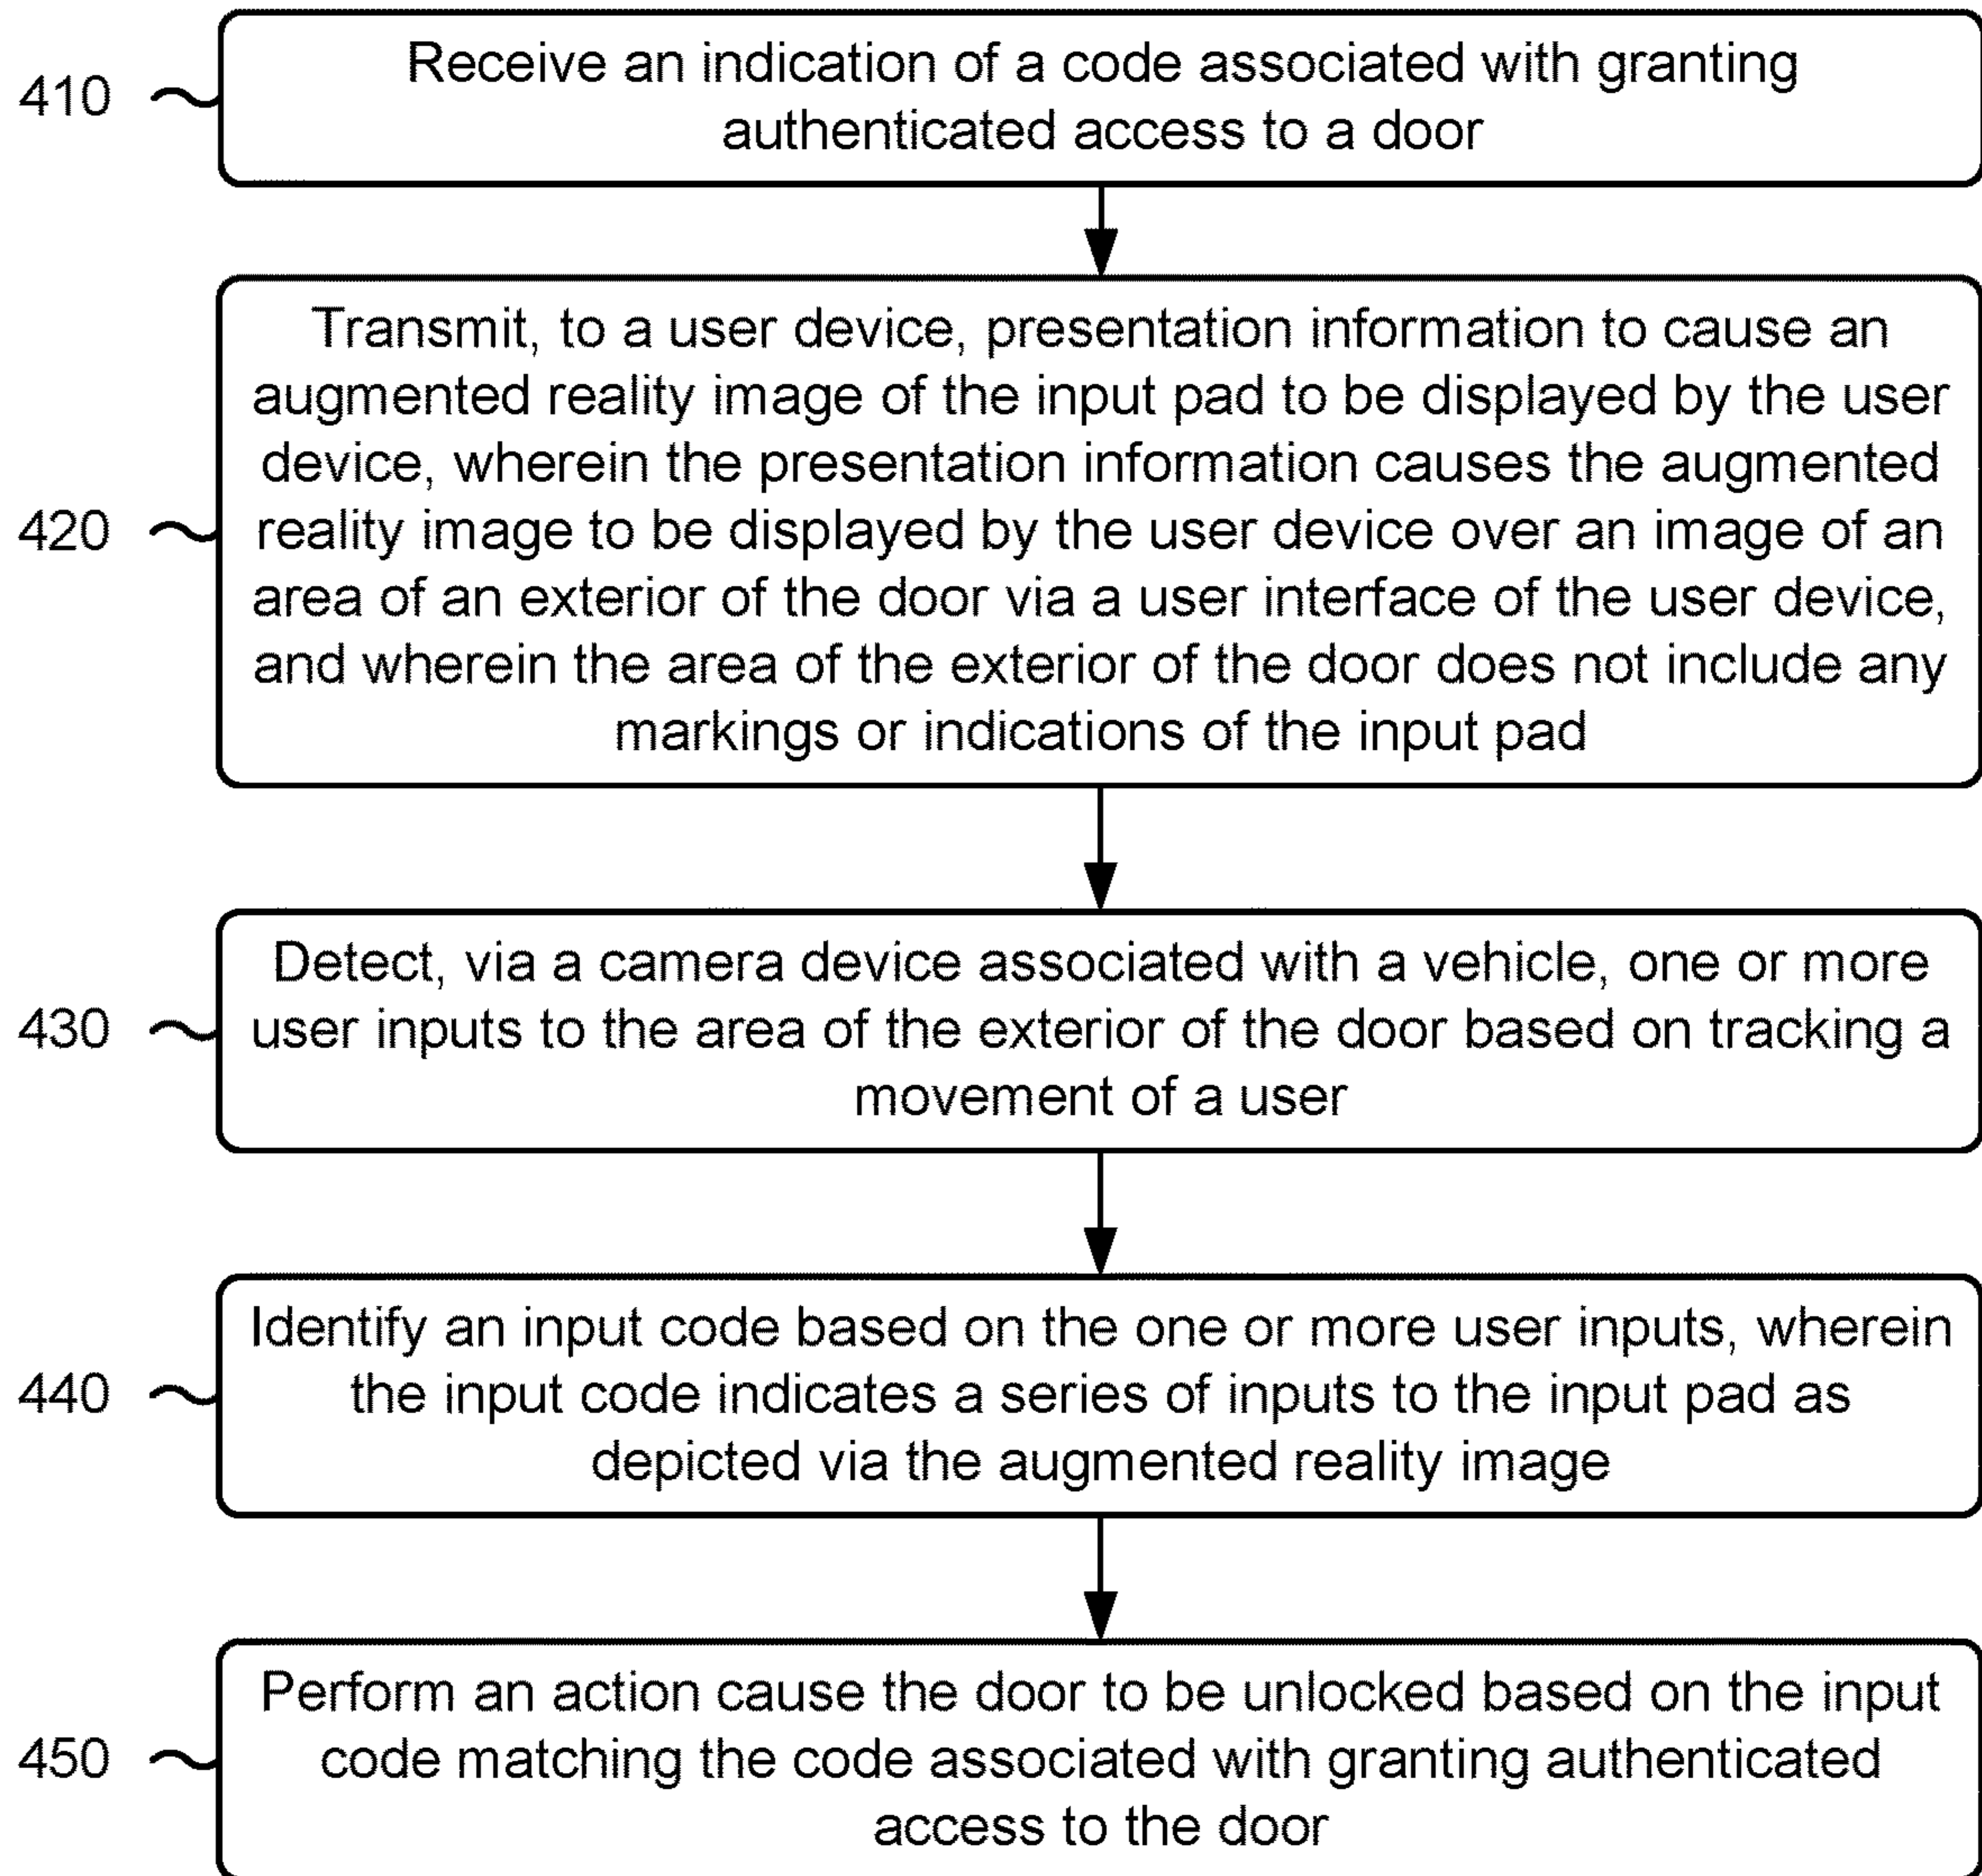 410
Receive an indication of a code associated with granting
authenticated access to a door
420
Transmit, to a user device, presentation information to cause an
augmented reality image of the input pad to be displayed by the user
device, wherein the presentation information causes the augmented
reality image to be displayed by the user device over an image of an
area of an exterior of the door via a user interface of the user device,
and wherein the area of the exterior of the door does not include any
markings or indications of the input pad
430
Detect, via a camera device associated with a vehicle, one or more
user inputs to the area of the exterior of the door based on tracking a
movement of a user
440
Identify an input code based on the one or more user inputs, wherein
the input code indicates a series of inputs to the input pad as
depicted via the augmented reality image
450
Perform an action cause the door to be unlocked based on the input
code matching the code associated with granting authenticated
access to the door